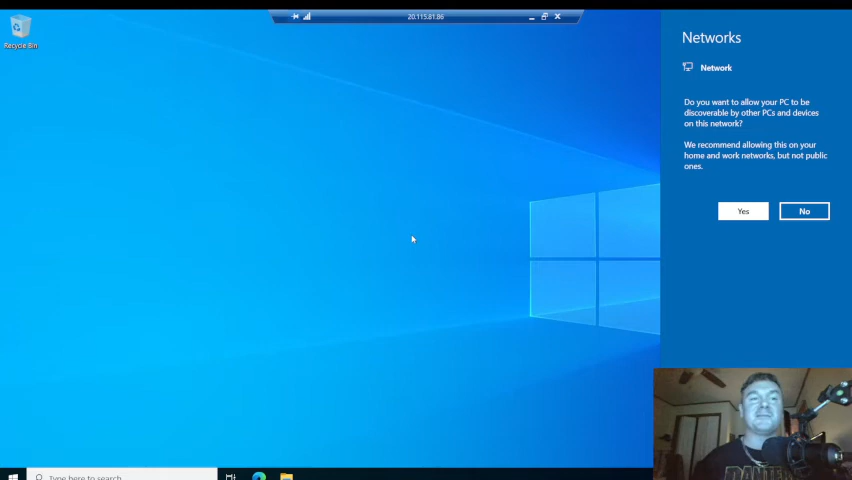 20.115.81.86
Recycle Bin
Networks
Network
Do you want to allow your PC to be
discoverable by other PCs and devices
on this network?
We recommend allowing this on your
home and work networks, but not public
ones.
Yes
No
Type here to search
PANTERA